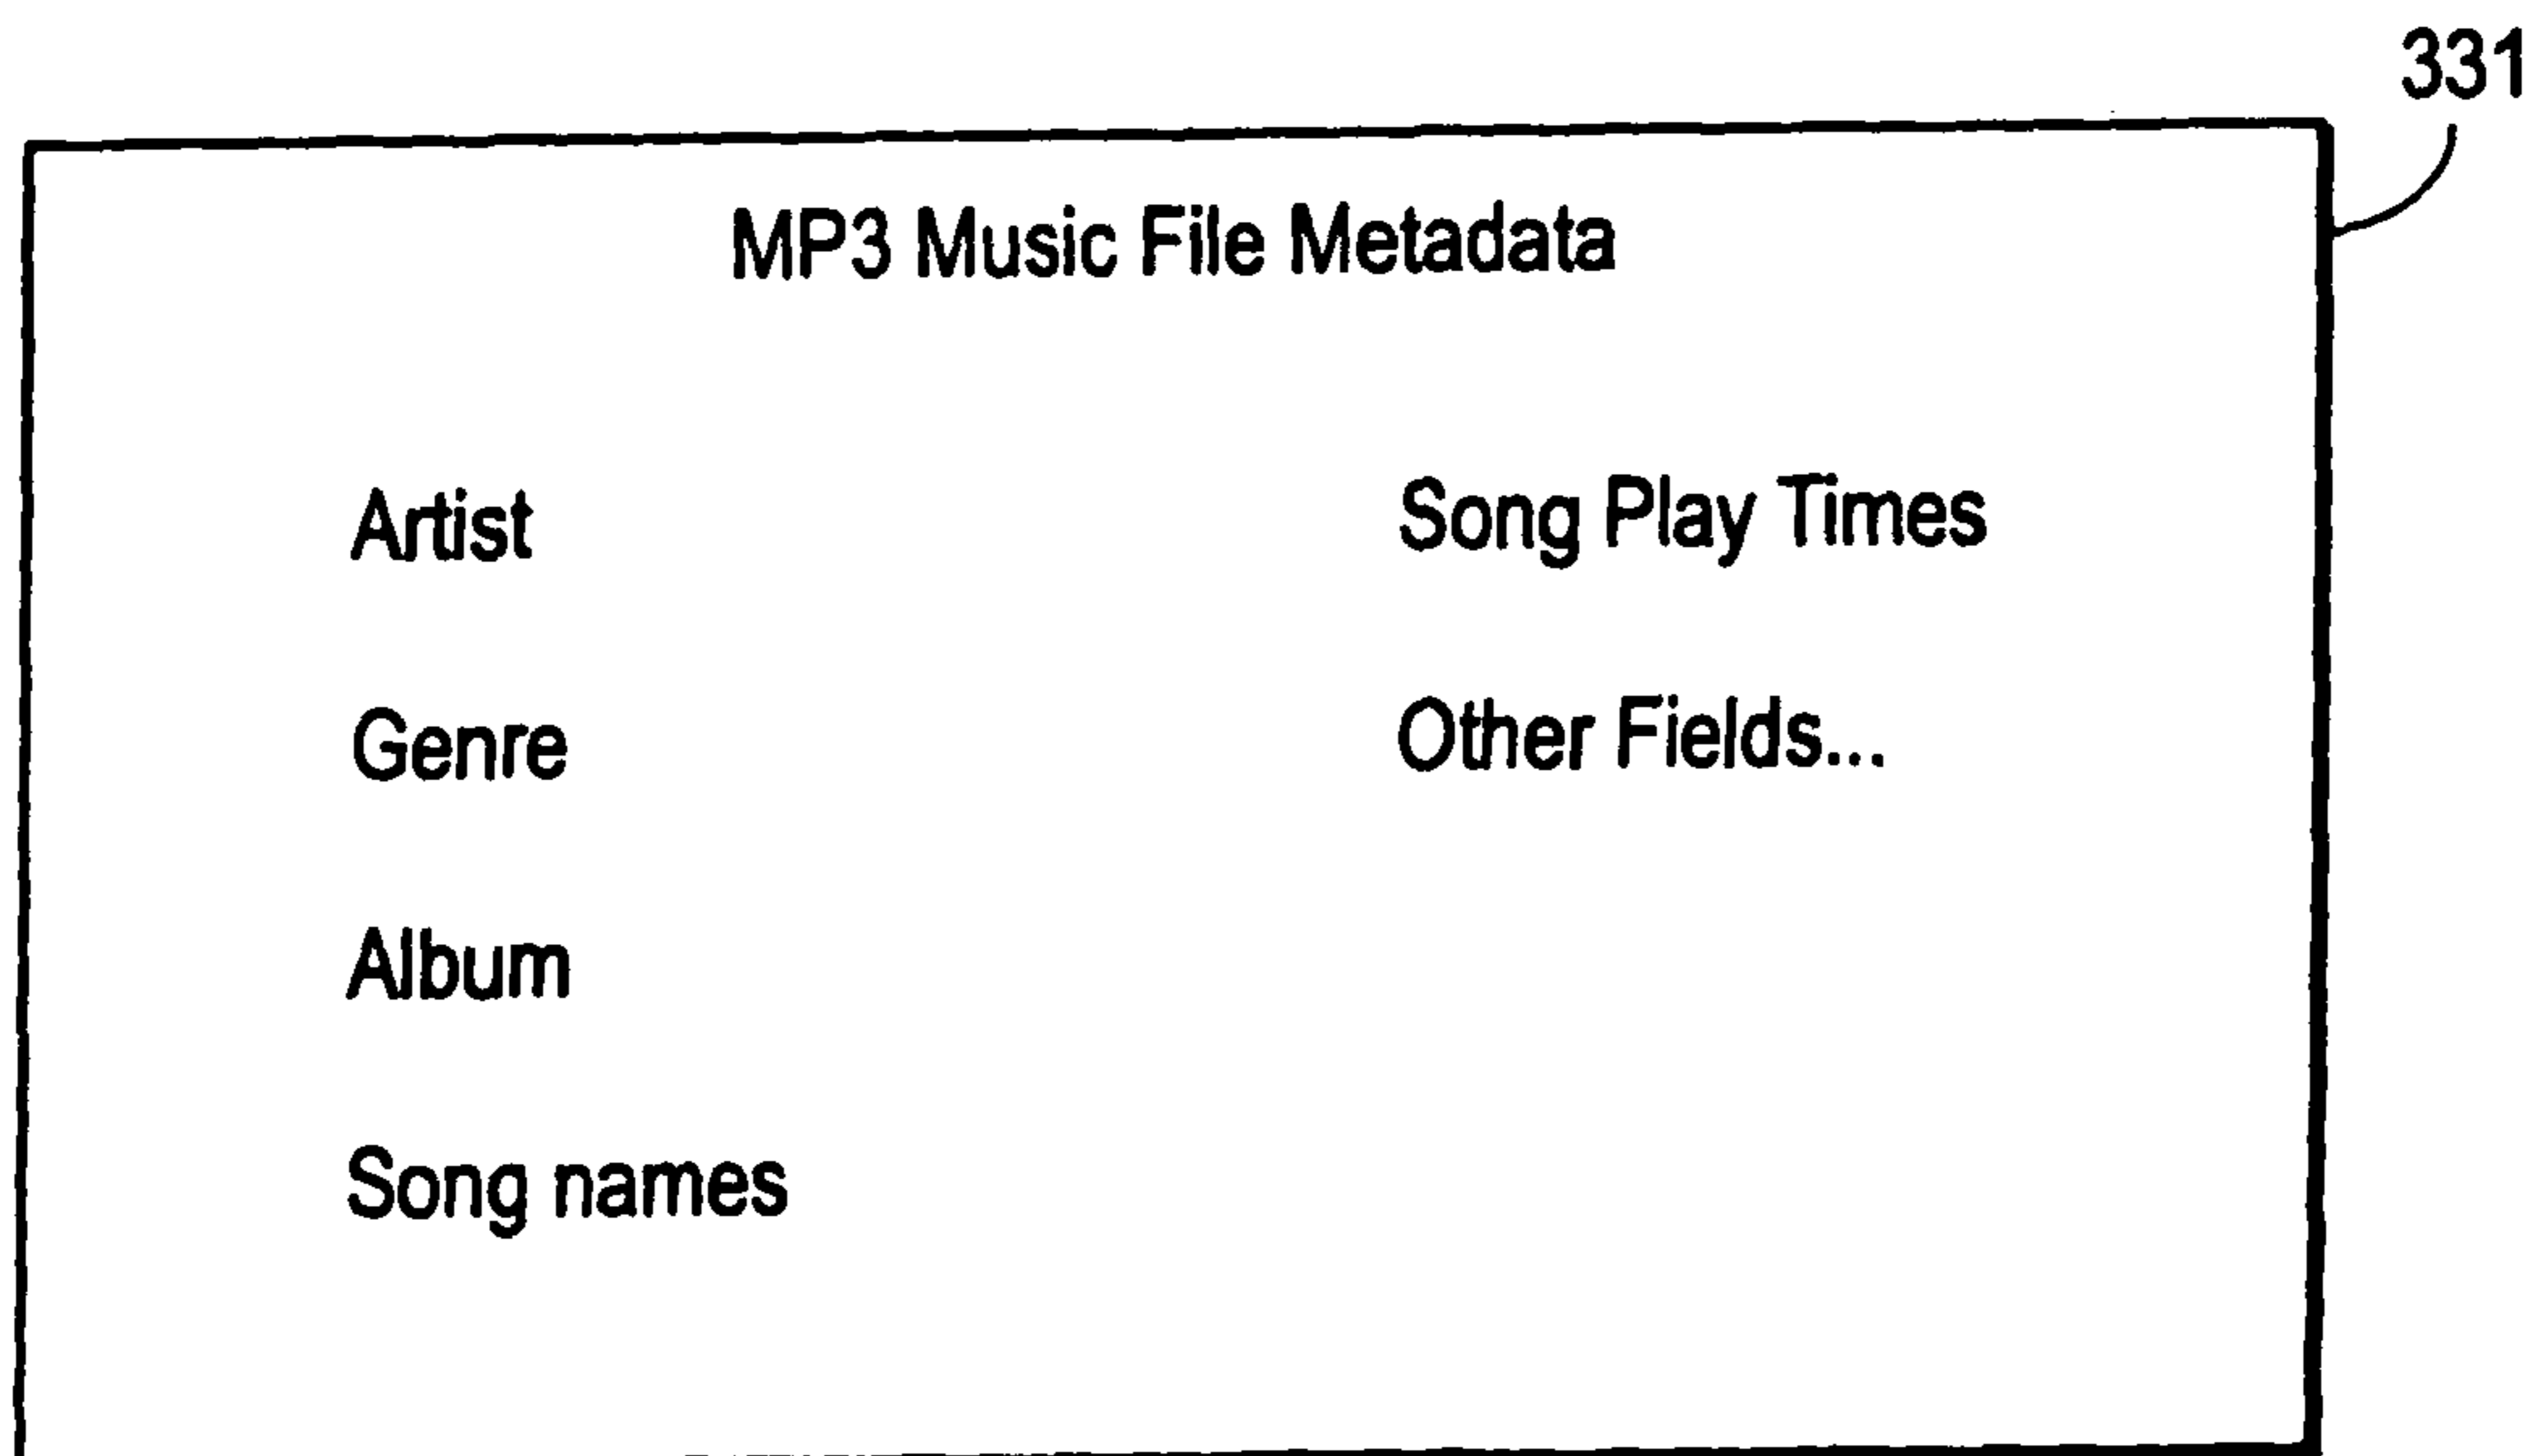 331
MP3 Music File Metadata
Artist
Genre
Album
Song names
Song Play Times
Other Fields...